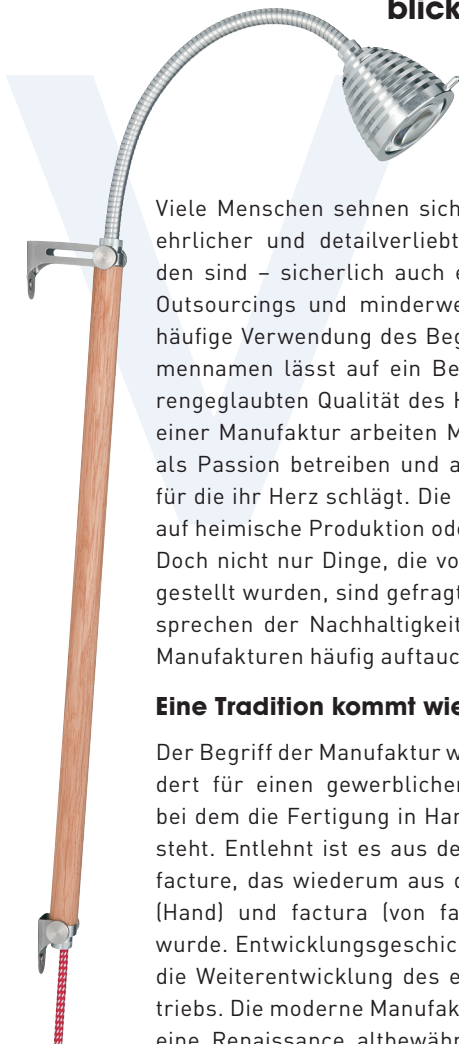 blick
V
Viele Menschen sehnen sich
ehrlicher und detailverliebt
den sind – sicherlich auch e
Outsourcings und minderwe
häufige Verwendung des Beg
mennamen lässt auf ein Be
rengeglaubten Qualität des H
einer Manufaktur arbeiten M
als Passion betreiben und a
für die ihr Herz schlägt. Die
auf heimische Produktion ode
Doch nicht nur Dinge, die vo
gestellt wurden, sind gefragt
sprechen der Nachhaltigkeit
Manufakturen häufig auftauc
Eine Tradition kommt wie
Der Begriff der Manufaktur w
dert für einen gewerblicher
bei dem die Fertigung in Han
steht. Entlehnt ist es aus de
facture, das wiederum aus d
(Hand) und factura (von fa
wurde. Entwicklungsgeschic
die Weiterentwicklung des e
triebs. Die moderne Manufak
eine Renaissance altbewähr